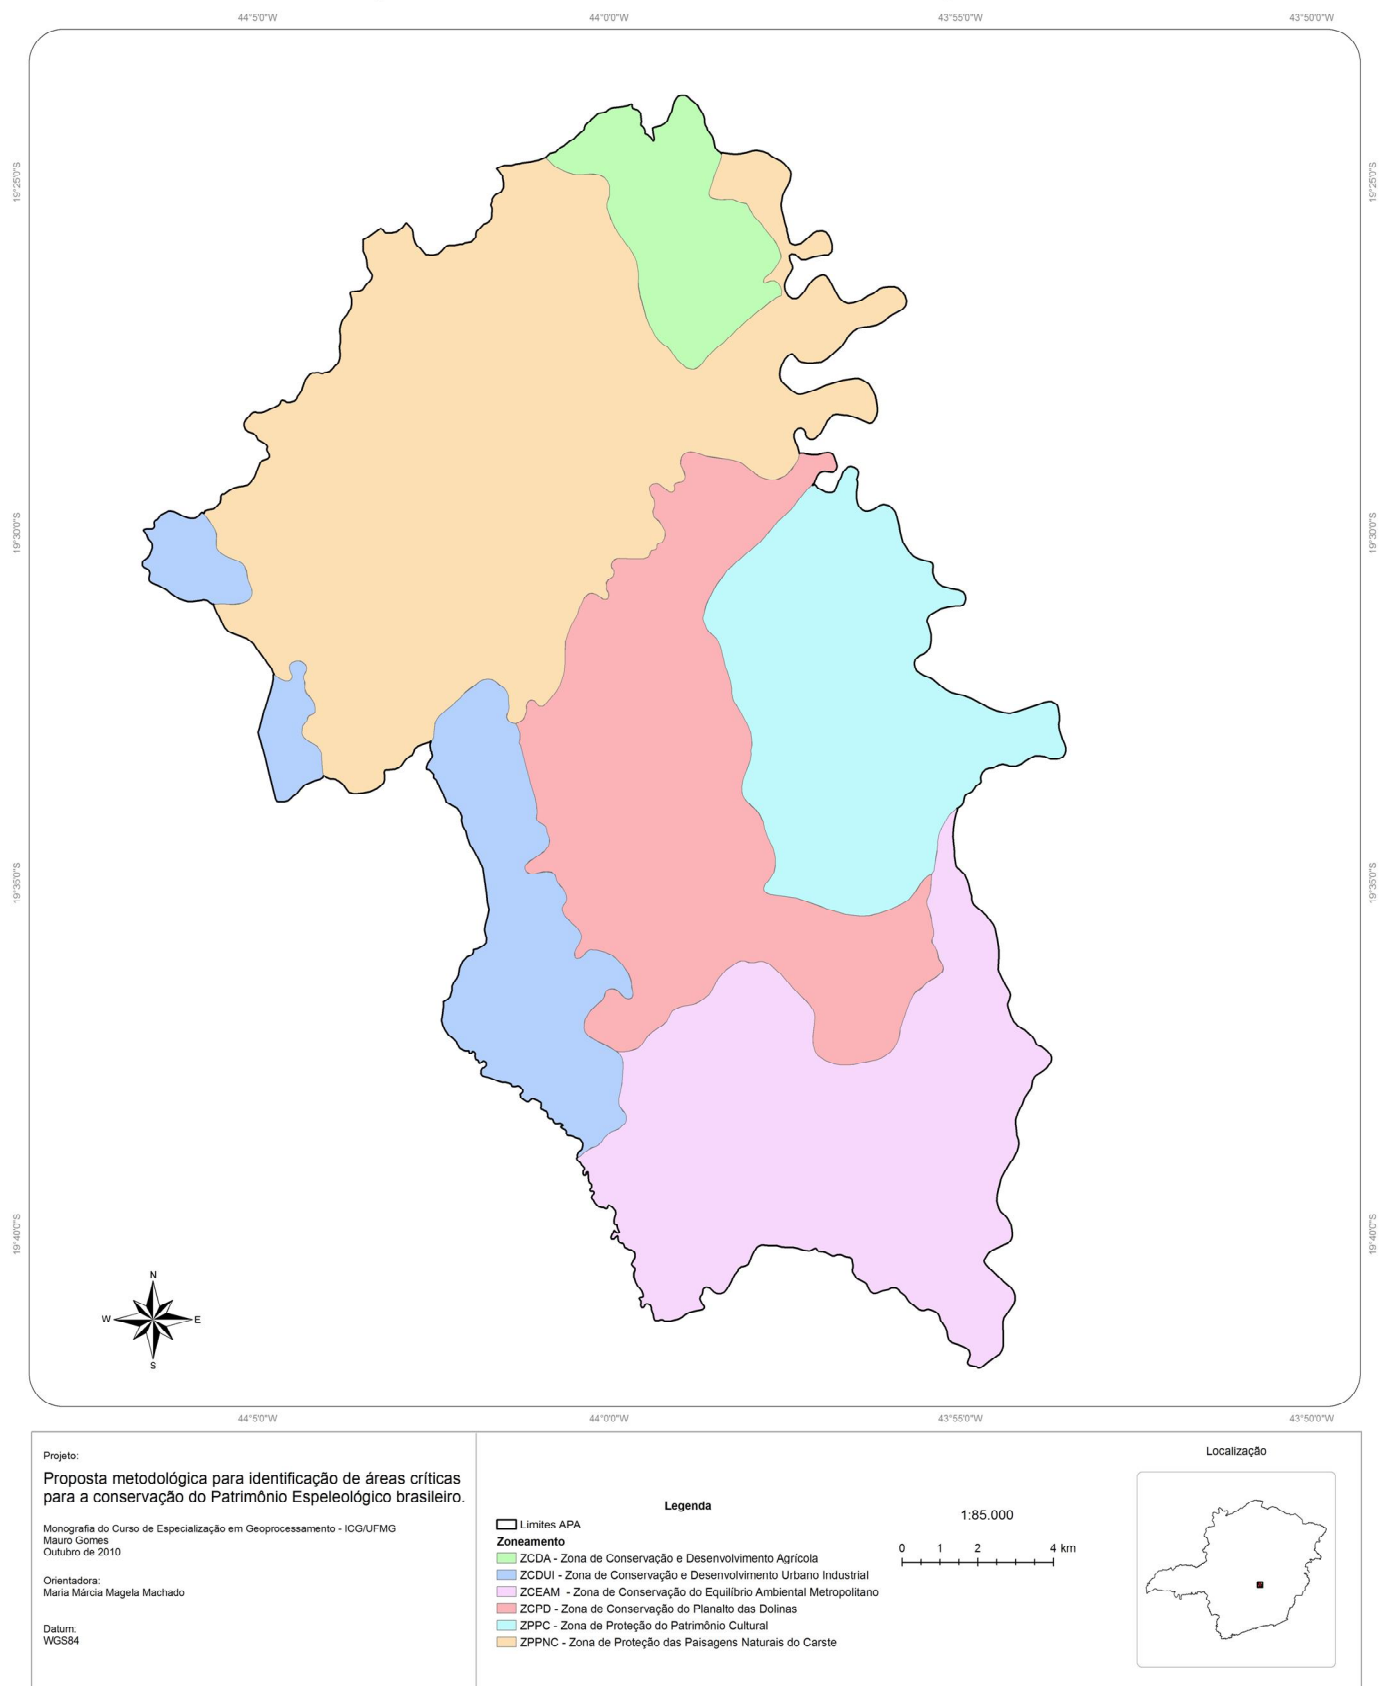 44°5'0"W 44°0'0"W 43°55'0"W 43°50'0"W
19°25'0"S 19°25'0"S
19°30'0"S 19°30'0"S
19°35'0"S 19°35'0"S
19°40'0"S 19°40'0"S
N
W E
S
44°5'0"W 44°0'0"W 43°55'0"W 43°50'0"W
Projeto:
Proposta metodológica para identificação de áreas críticas
para a conservação do Patrimônio Espeleológico brasileiro.
Monografia do Curso de Especialização em Geoprocessamento - ICG/UFMG
Mauro Gomes
Outubro de 2010
Orientadora:
Maria Márcia Magela Machado
Datum:
WGS84
Legenda
Limites APA
Zoneamento
ZCDA - Zona de Conservação e Desenvolvimento Agrícola
ZCDUI - Zona de Conservação e Desenvolvimento Urbano Industrial
ZCEAM - Zona de Conservação do Equilíbrio Ambiental Metropolitano
ZCPD - Zona de Conservação do Planalto das Dolinas
ZPPC - Zona de Proteção do Patrimônio Cultural
ZPPNC - Zona de Proteção das Paisagens Naturais do Carste
1:85.000
0 1 2 4 km
Localização